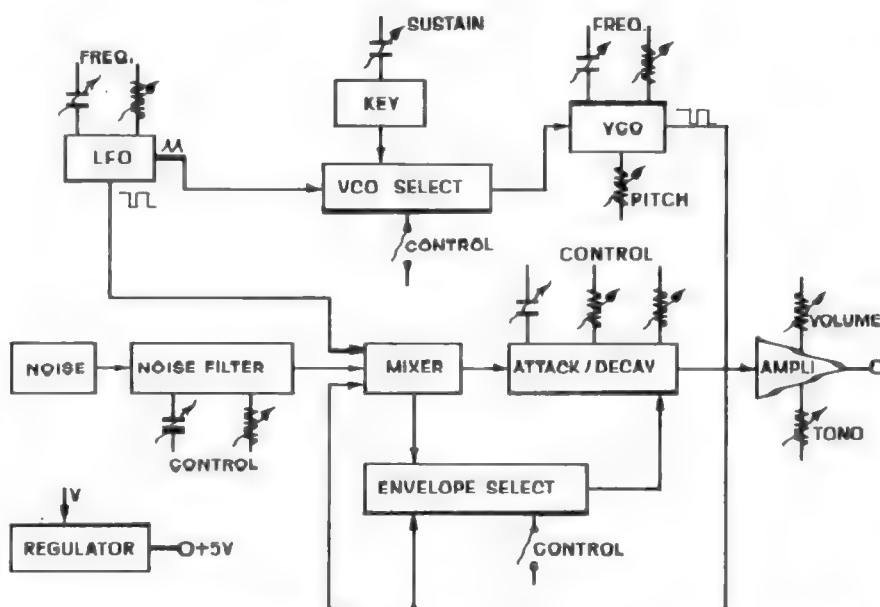 SUSTAIN
FREQ.
FREQ.
KEY
LFO
VCO
VCO SELECT
PITCH
CONTROL
CONTROL
VOLUME
NOISE
NOISE FILTER
MIXER
ATTACK/DECAY
AMPLI
TONO
CONTROL
ENVELOPE SELECT
V
REGULATOR
+5V
CONTROL